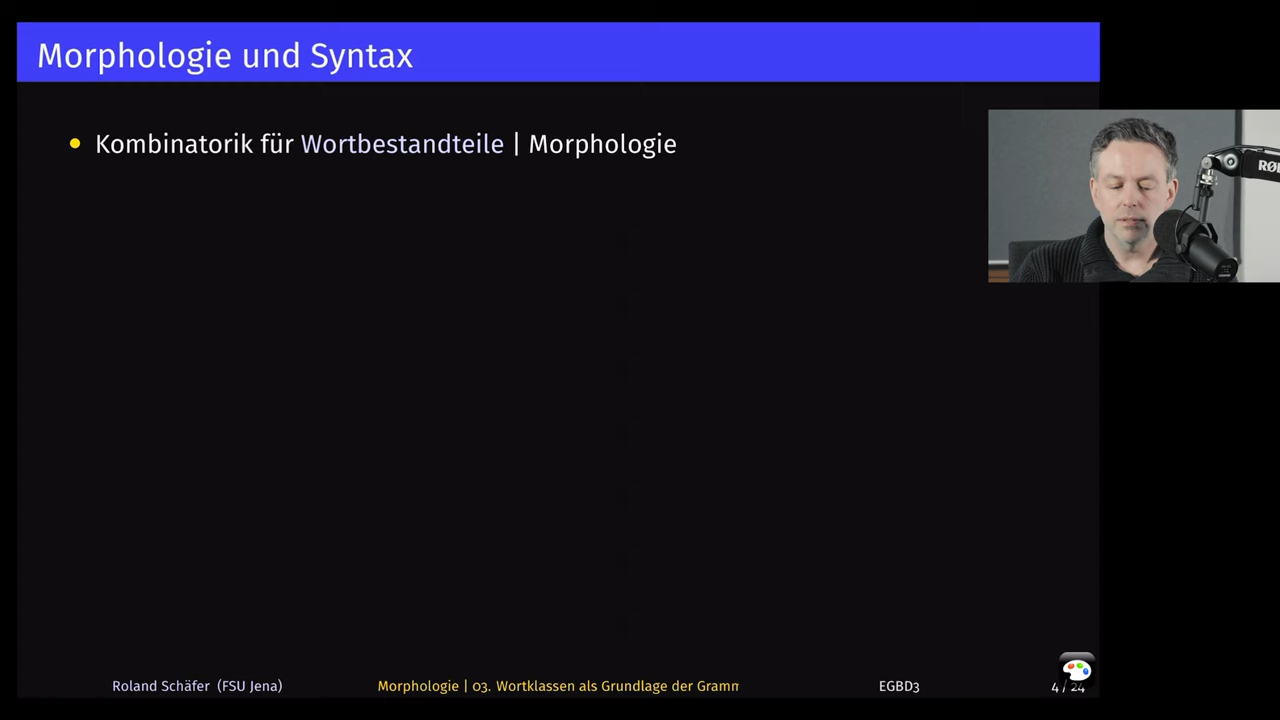 Morphologie und Syntax
• Kombinatorik für Wortbestandteile | Morphologie
Roland Schäfer (FSU Jena) Morphologie | 03. Wortklassen als Grundlage der Gramm EGBD3 4 / 24